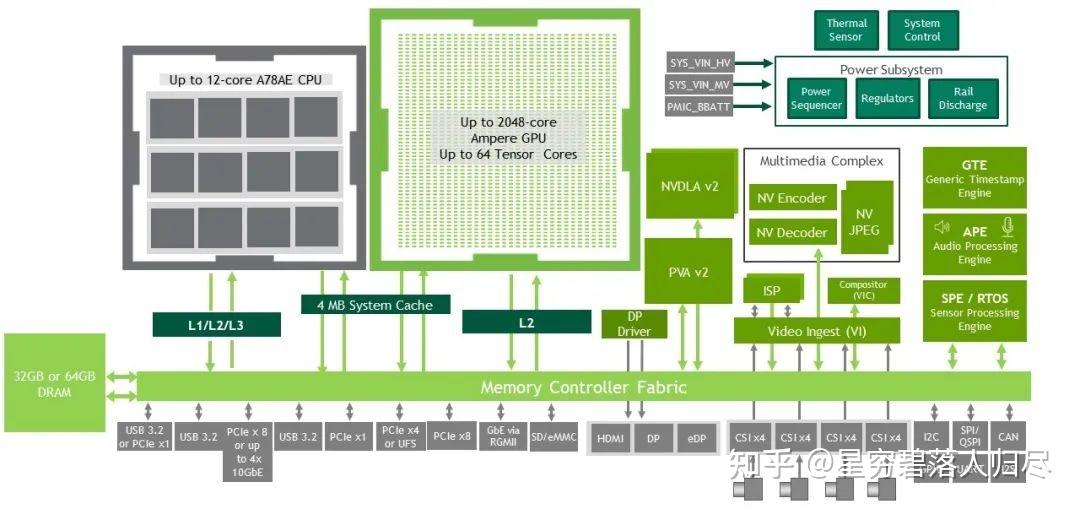 Thermal
Sensor
System
Control
Up to 12-core A78AE CPU
Up to 2048-core
Ampere GPU
Up to 64 Tensor Cores
SYS_VIN_HV
SYS_VIN_MV
PMIC_BBATT
Power Subsystem
Power
Sequencer
Regulators
Rail
Discharge
NVDLA v2
PVA v2
Multimedia Complex
NV Encoder
NV Decoder
NV
JPEG
GTE
Generic Timestamp
Engine
APE
Audio Processing
Engine
SPE / RTOS
Sensor Processing
Engine
ISP
Compositor
(VIC)
Video Ingest (VI)
L1/L2/L3
4 MB System Cache
L2
DP
Driver
32GB or 64GB
DRAM
Memory Controller Fabric
USB 3.2
or PCIe x1
USB 3.2
PCIe x 8
or up
to 4x
10GbE
USB 3.2
PCIe x1
PCIe x4
or UFS
PCIe x8
GbE via
RGMII
SD/eMMC
HDMI
DP
eDP
CSI x4
CSI x4
CSI x4
CSI x4
I2C
SPI/
QSPI
CAN
UART
知乎 @星穷碧落人归尽